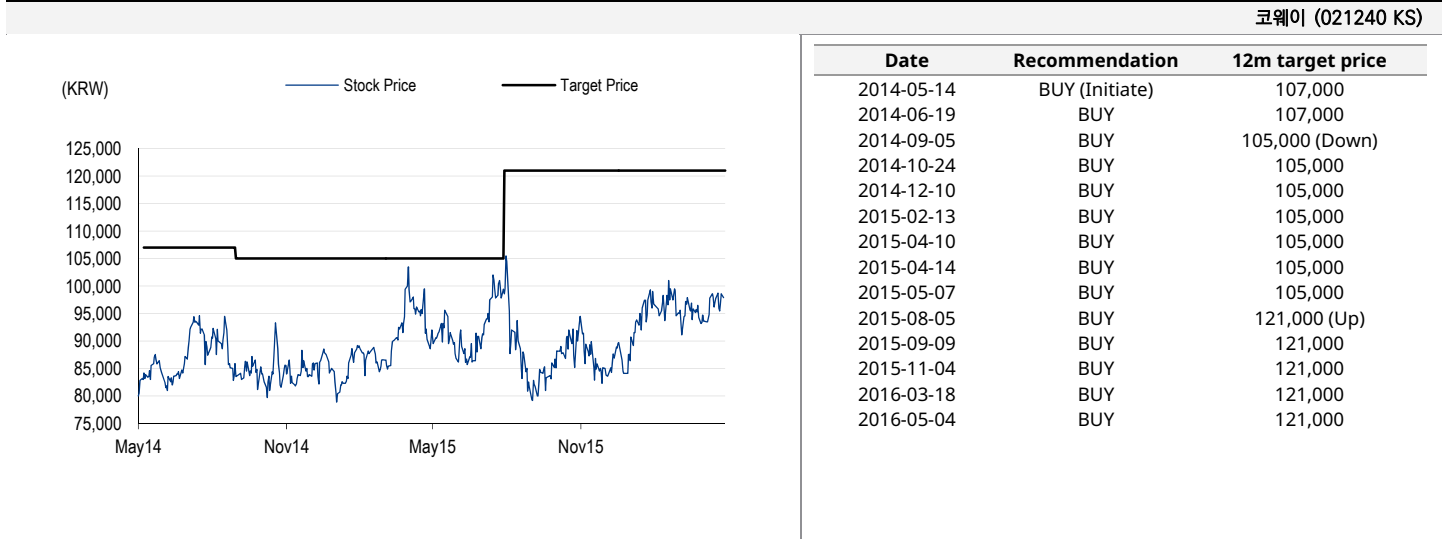 코웨이 (021240 KS)
(KRW)
Stock Price
Target Price
125,000
120,000
115,000
110,000
105,000
100,000
95,000
90,000
85,000
80,000
75,000
May14 Nov14 May15 Nov15
Date Recommendation 12m target price
2014-05-14 BUY (Initiate) 107,000
2014-06-19 BUY 107,000
2014-09-05 BUY 105,000 (Down)
2014-10-24 BUY 105,000
2014-12-10 BUY 105,000
2015-02-13 BUY 105,000
2015-04-10 BUY 105,000
2015-04-14 BUY 105,000
2015-05-07 BUY 105,000
2015-08-05 BUY 121,000 (Up)
2015-09-09 BUY 121,000
2015-11-04 BUY 121,000
2016-03-18 BUY 121,000
2016-05-04 BUY 121,000